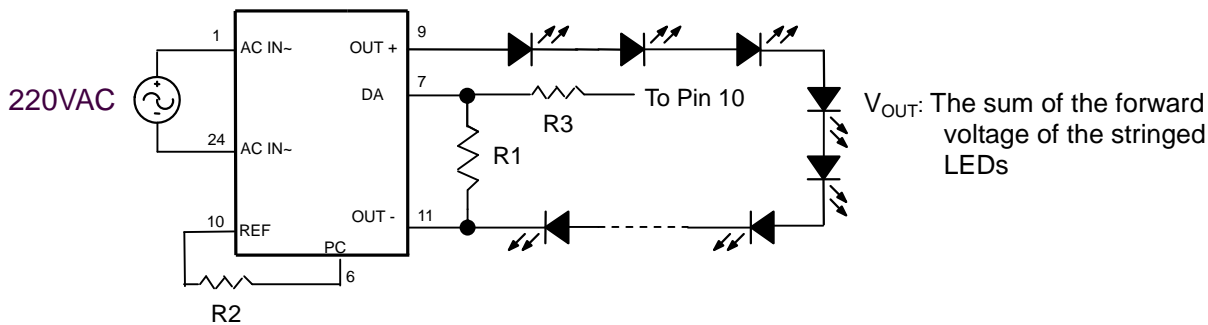 220VAC
1
AC IN~
24
AC IN~
10
REF
PC
6
R2
OUT +
9
DA
7
OUT -
11
R1
R3
To Pin 10
VOUT: The sum of the forward
voltage of the stringed
LEDs